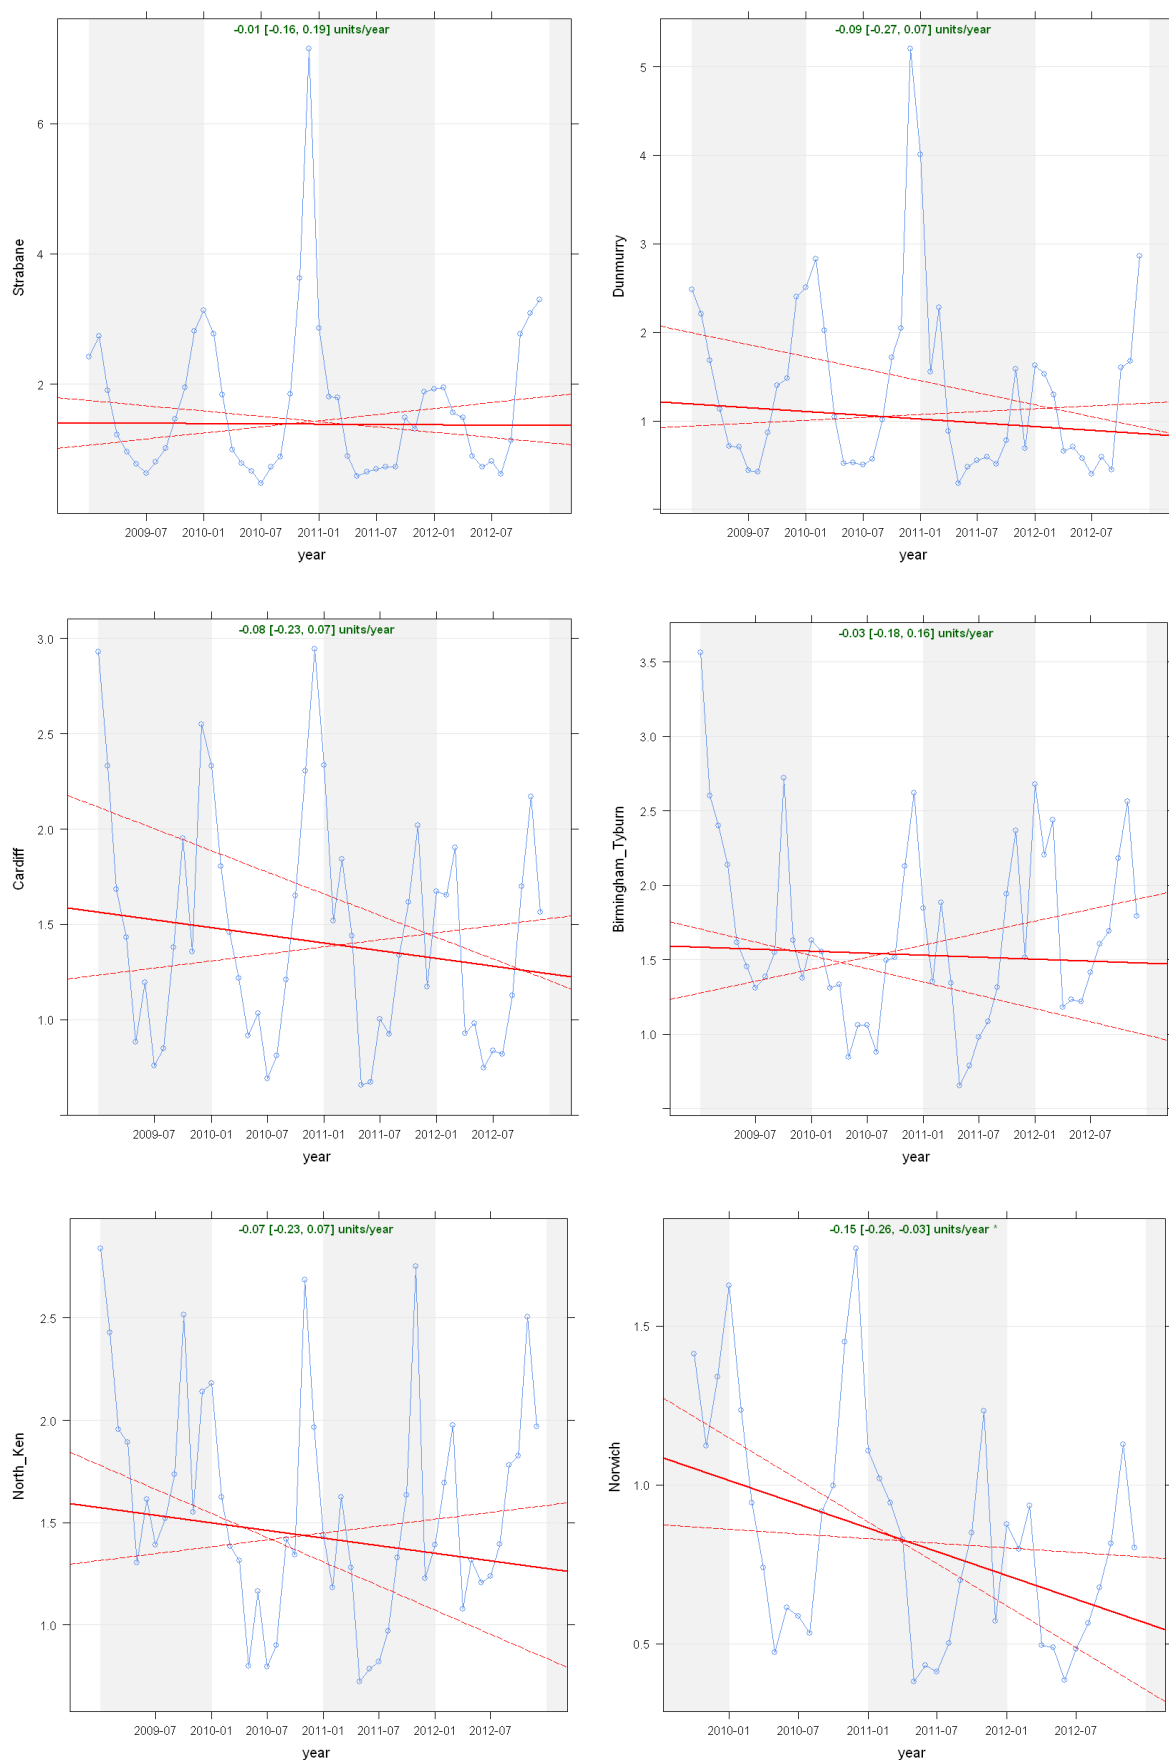 -0.01 [-0.16, 0.19] units/year
Strabane
6
4
2
2009-07 2010-01 2010-07 2011-01 2011-07 2012-01 2012-07
year
-0.09 [-0.27, 0.07] units/year
Dunmurry
5
4
3
2
1
2009-07 2010-01 2010-07 2011-01 2011-07 2012-01 2012-07
year
-0.08 [-0.23, 0.07] units/year
Cardiff
3.0
2.5
2.0
1.5
1.0
2009-07 2010-01 2010-07 2011-01 2011-07 2012-01 2012-07
year
-0.03 [-0.18, 0.16] units/year
Birmingham_Tyburn
3.5
3.0
2.5
2.0
1.5
1.0
2009-07 2010-01 2010-07 2011-01 2011-07 2012-01 2012-07
year
-0.07 [-0.23, 0.07] units/year
North_Ken
2.5
2.0
1.5
1.0
2009-07 2010-01 2010-07 2011-01 2011-07 2012-01 2012-07
year
-0.15 [-0.26, -0.03] units/year *
Norwich
1.5
1.0
0.5
2010-01 2010-07 2011-01 2011-07 2012-01 2012-07
year